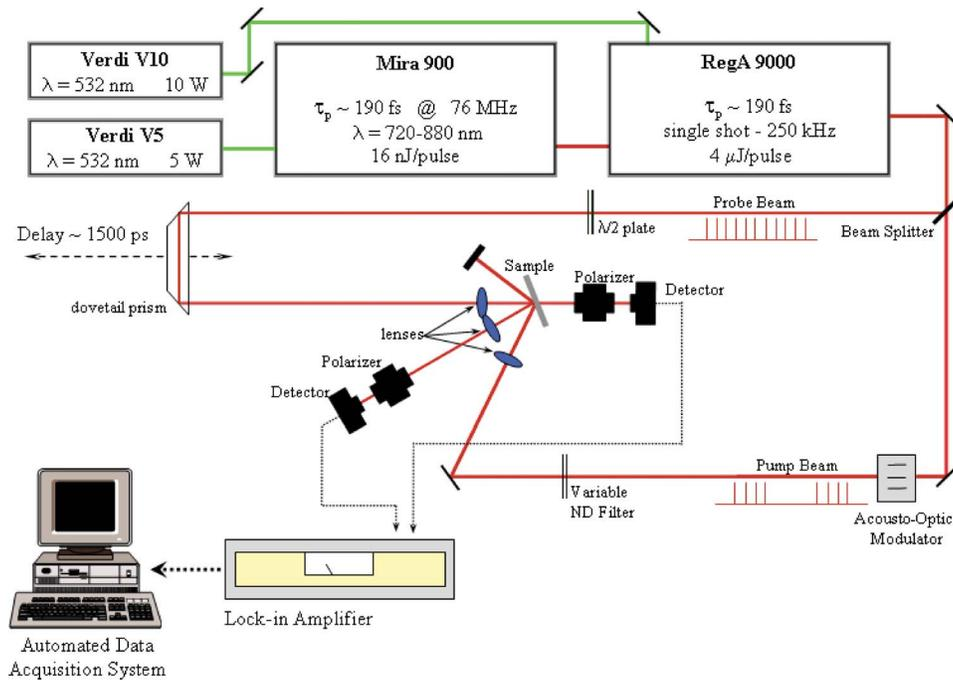 Verdi V10
λ = 532 nm 10 W
Verdi V5
λ = 532 nm 5 W
Mira 900
τp ~ 190 fs @ 76 MHz
λ = 720-880 nm
16 nJ/pulse
RegA 9000
τp ~ 190 fs
single shot - 250 kHz
4 μJ/pulse
Probe Beam
λ/2 plate
Beam Splitter
Delay ~ 1500 ps
dovetail prism
Sample
Polarizer
Detector
lenses
Polarizer
Detector
Pump Beam
Variable
ND Filter
Acousto-Optic
Modulator
Lock-in Amplifier
Automated Data
Acquisition System